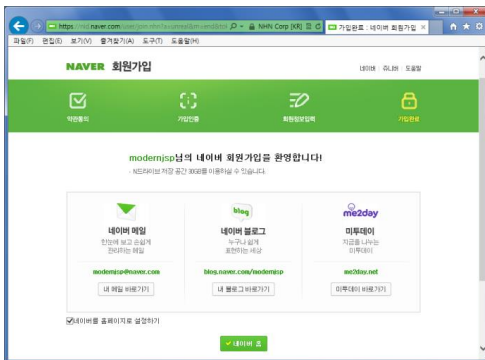 NHN Corp [KR]
가입완료 : 네이버 회원가입
파일(F) 편집(E) 보기(V) 즐겨찾기(A) 도구(T) 도움말(H)
NAVER 회원가입
네이버 쥬니버 도움말
약관동의 가입인증 회원정보입력 가입완료
modernjsp님의 네이버 회원가입을 환영합니다!
- N드라이브 저장 공간 30GB를 이용하실 수 있습니다.
blog
me2day
네이버 메일 네이버 블로그 미투데이
한눈에 보고 손쉽게 누구나 쉽게 지금을 나누는
관리하는 메일 표현하는 세상 미투데이
modernjsp@naver.com blog.naver.com/modernjsp me2day.net
내 메일 바로가기 내 블로그 바로가기 미투데이 바로가기
네이버를 홈페이지로 설정하기
네이버 홈